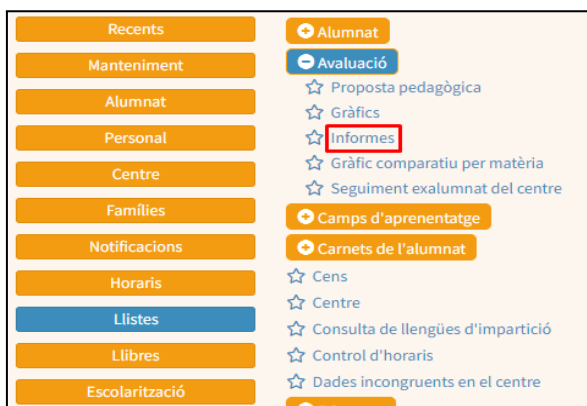 Recents
Manteniment
Alumnat
Personal
Centre
Famílies
Notificacions
Horaris
Llistes
Llibres
Escolarització
Alumnat
Avaluació
Proposta pedagògica
Gràfics
Informes
Gràfic comparatiu per matèria
Seguiment exalumnat del centre
Camps d'aprenentatge
Carnets de l'alumnat
Cens
Centre
Consulta de llengües d'impartició
Control d'horaris
Dades incongruents en el centre